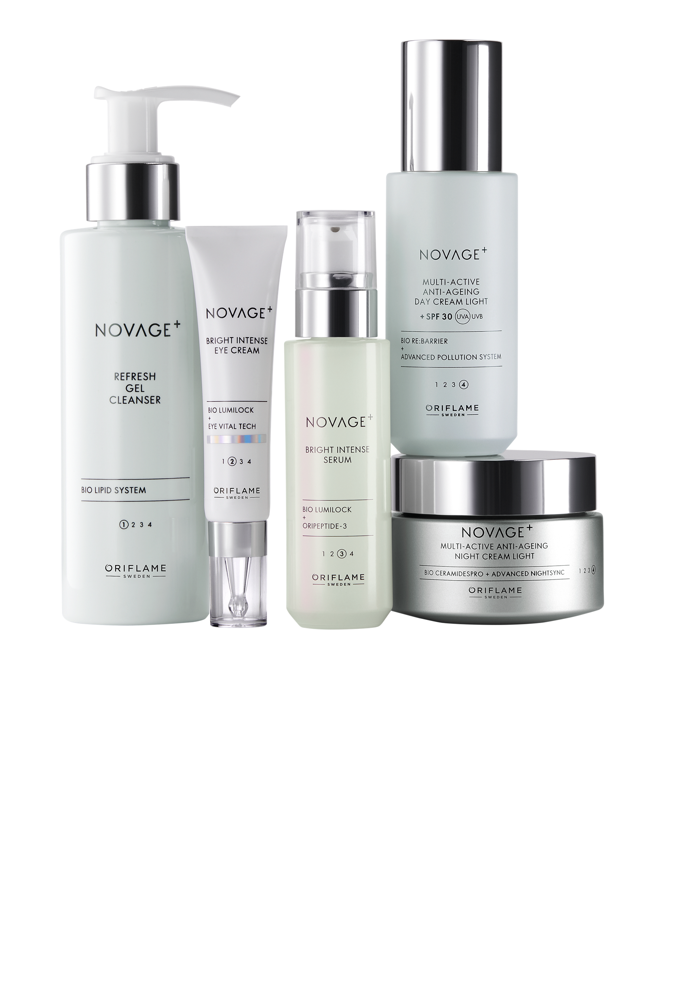 NOVAGE+
REFRESH
GEL
CLEANSER
BIO LIPID SYSTEM
1 2 3 4
ORIFLAME
SWEDEN
NOVAGE+
BRIGHT INTENSE
EYE CREAM
BIO LUMILOCK
+
EYE VITAL TECH
1 2 3 4
ORIFLAME
SWEDEN
NOVAGE+
BRIGHT INTENSE
SERUM
BIO LUMILOCK
+
ORIPEPTIDE-3
1 2 3 4
ORIFLAME
SWEDEN
NOVAGE+
MULTI-ACTIVE
ANTI-AGEING
DAY CREAM LIGHT
+ SPF 30 UVA UVB
BIO RE:BARRIER
+
ADVANCED POLLUTION SYSTEM
1 2 3 4
ORIFLAME
SWEDEN
NOVAGE+
MULTI-ACTIVE ANTI-AGEING
NIGHT CREAM LIGHT
BIO CERAMIDESPRO + ADVANCED NIGHTSYNC
1 2 3 4
ORIFLAME
SWEDEN